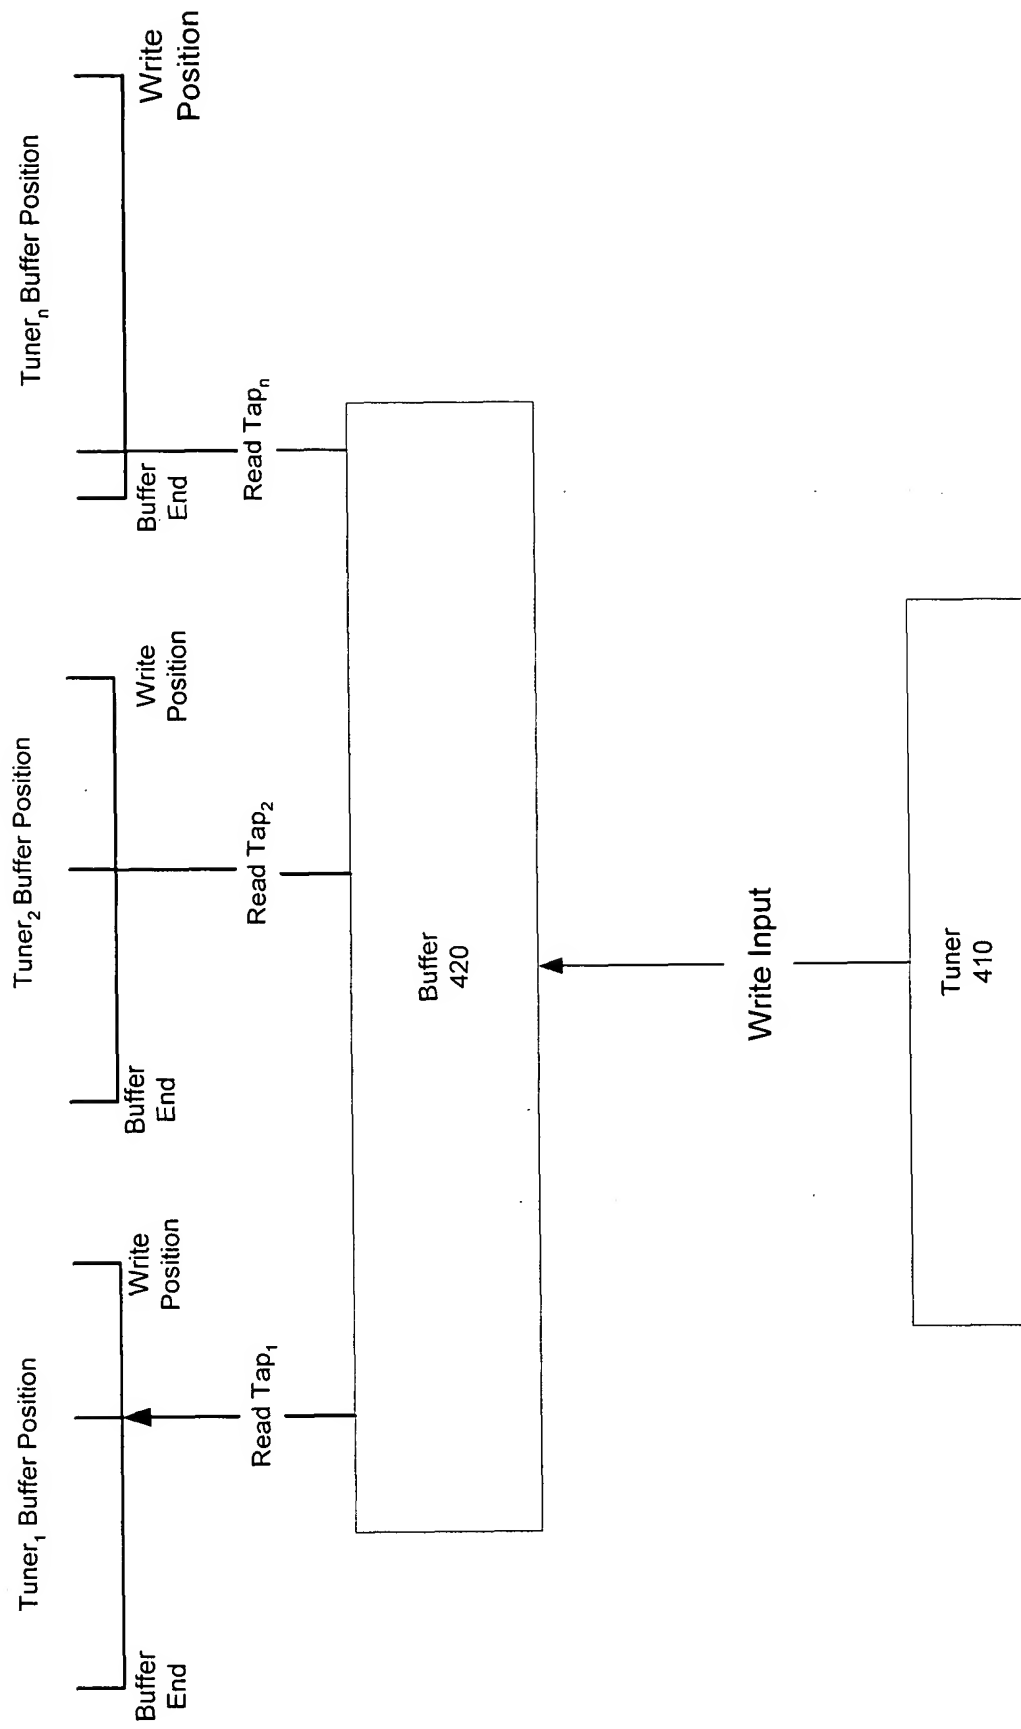 Tuner₁ Buffer Position
Tuner₂ Buffer Position
Tunerₙ Buffer Position
Buffer
End
Write
Position
Buffer
End
Write
Position
Buffer
End
Write
Position
Read Tap₁
Read Tap₂
Read Tapₙ
Buffer
420
Write Input
Tuner
410